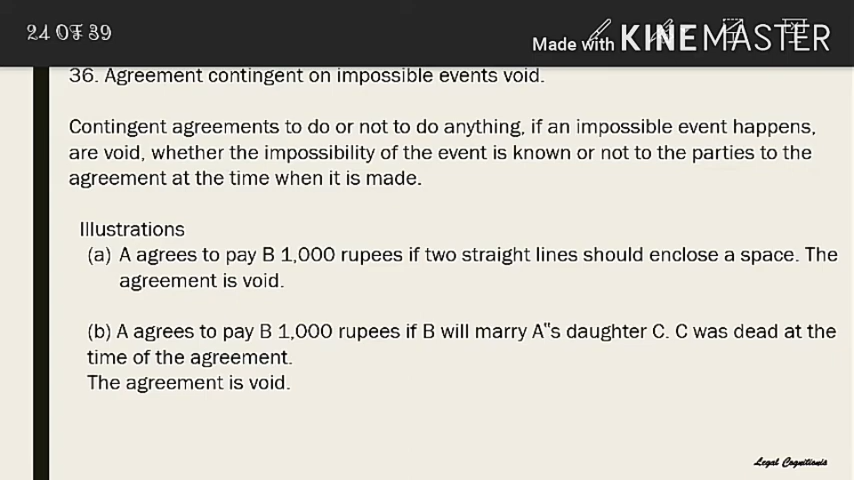 24 OF 39
Made with KINEMASTER
36. Agreement contingent on impossible events void.
Contingent agreements to do or not to do anything, if an impossible event happens,
are void, whether the impossibility of the event is known or not to the parties to the
agreement at the time when it is made.
Illustrations
(a) A agrees to pay B 1,000 rupees if two straight lines should enclose a space. The
agreement is void.
(b) A agrees to pay B 1,000 rupees if B will marry A"s daughter C. C was dead at the
time of the agreement.
The agreement is void.
Legal Cognitionis